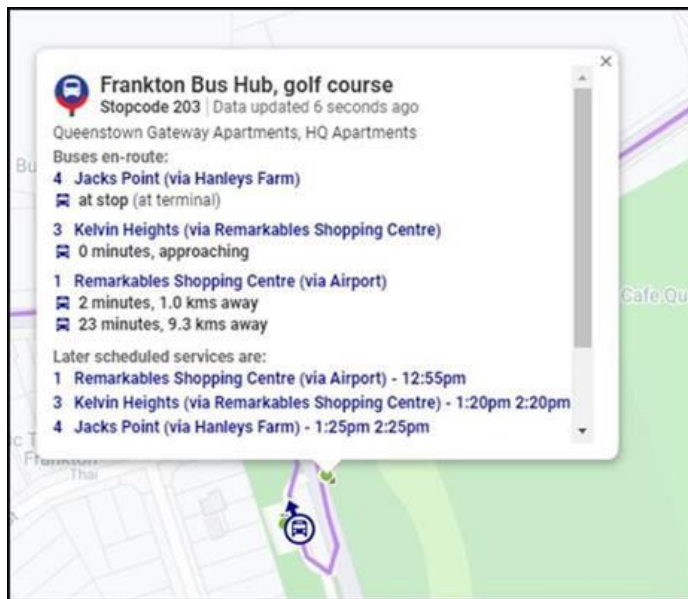 Frankton Bus Hub, golf course
Stopcode 203 | Data updated 6 seconds ago
Queenstown Gateway Apartments, HQ Apartments
Buses en-route:
4 Jacks Point (via Hanleys Farm)
at stop (at terminal)
3 Kelvin Heights (via Remarkables Shopping Centre)
0 minutes, approaching
1 Remarkables Shopping Centre (via Airport)
2 minutes, 1.0 kms away
23 minutes, 9.3 kms away
Later scheduled services are:
1 Remarkables Shopping Centre (via Airport) - 12:55pm
3 Kelvin Heights (via Remarkables Shopping Centre) - 1:20pm 2:20pm
4 Jacks Point (via Hanleys Farm) - 1:25pm 2:25pm
Bu
Cafe Qu
Frankton
Thai